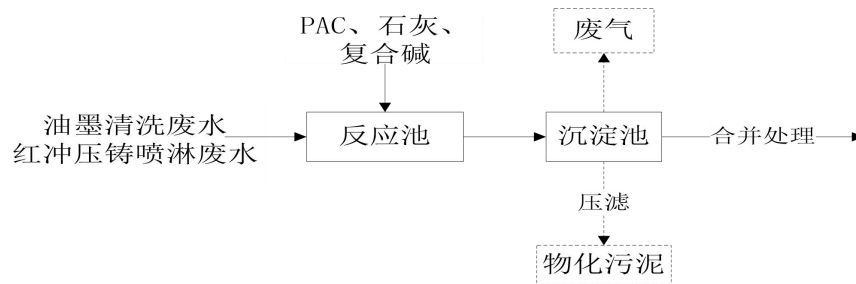 PAC、石灰、
复合碱
废气
油墨清洗废水
红冲压铸喷淋废水
反应池
沉淀池
合并处理
压滤
物化污泥